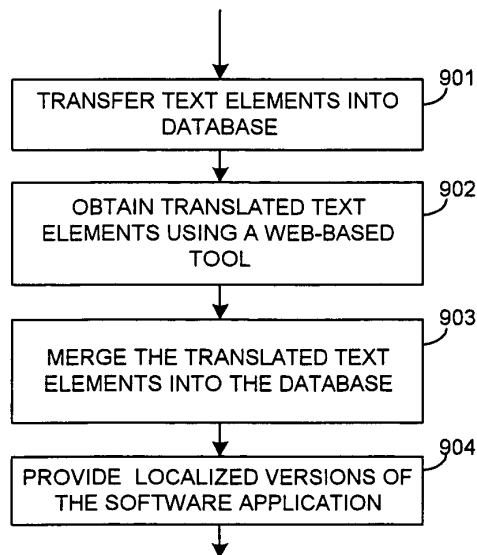 901
TRANSFER TEXT ELEMENTS INTO
DATABASE
902
OBTAIN TRANSLATED TEXT
ELEMENTS USING A WEB-BASED
TOOL
903
MERGE THE TRANSLATED TEXT
ELEMENTS INTO THE DATABASE
904
PROVIDE LOCALIZED VERSIONS OF
THE SOFTWARE APPLICATION